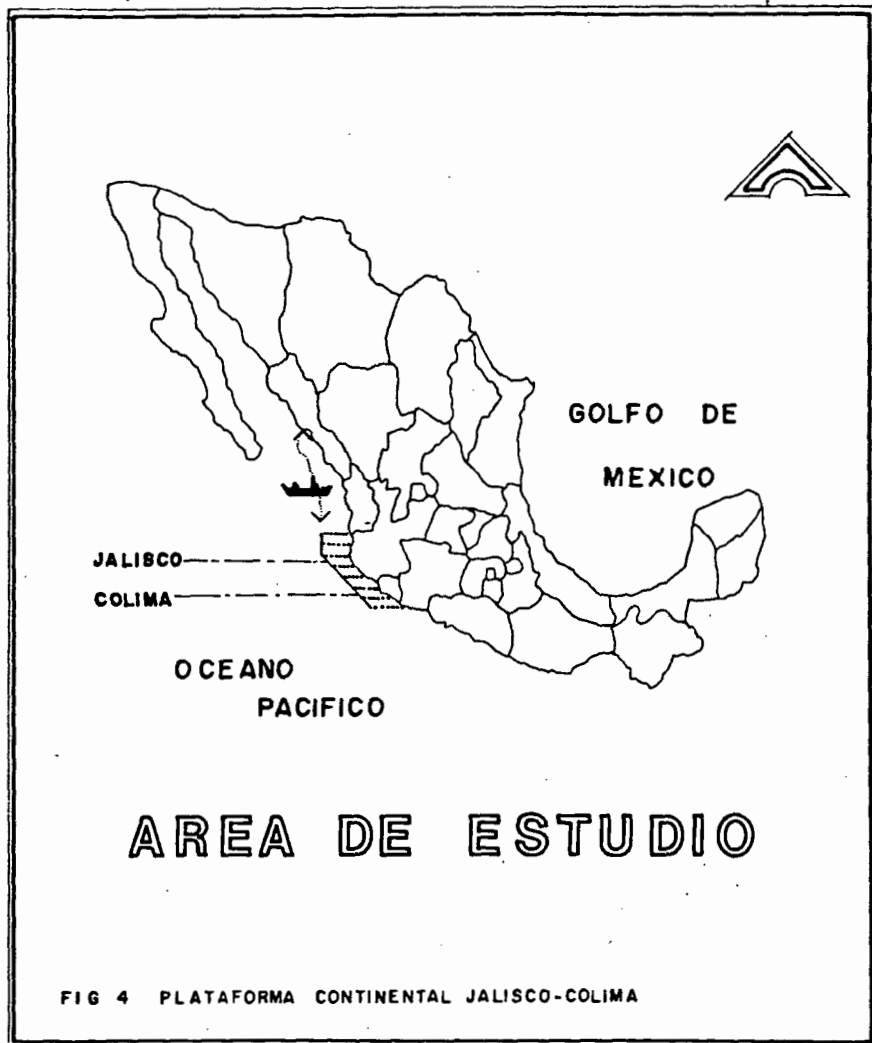 GOLFO DE
MEXICO
JALISCO
COLIMA
OCEANO
PACIFICO
AREA DE ESTUDIO
FIG 4 PLATAFORMA CONTINENTAL JALISCO-COLIMA